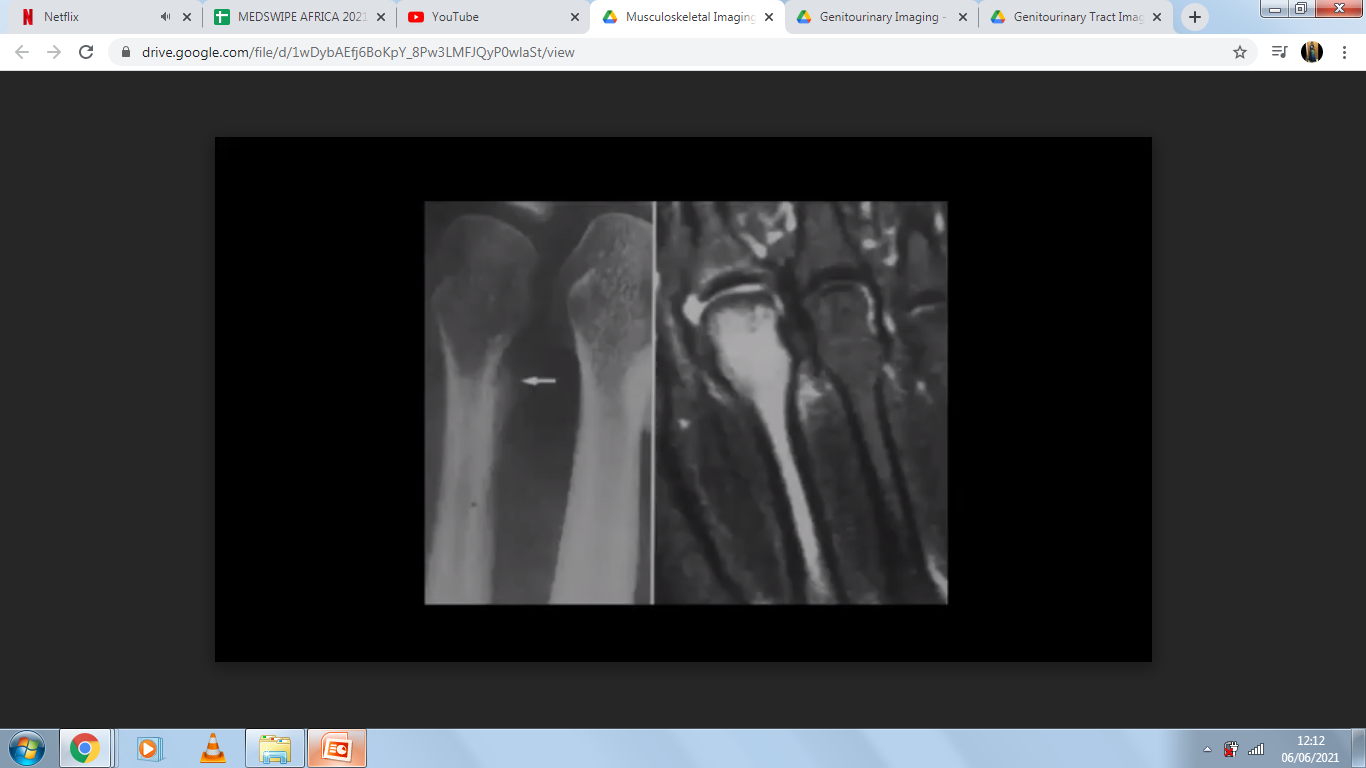 Netflix
MEDSWIPE AFRICA 2021
YouTube
Musculoskeletal Imaging
Genitourinary Imaging -
Genitourinary Tract Imag
drive.google.com/file/d/1wDybAEfj6BoKpY_8Pw3LMFJQyP0wlaSt/view
12:12
06/06/2021